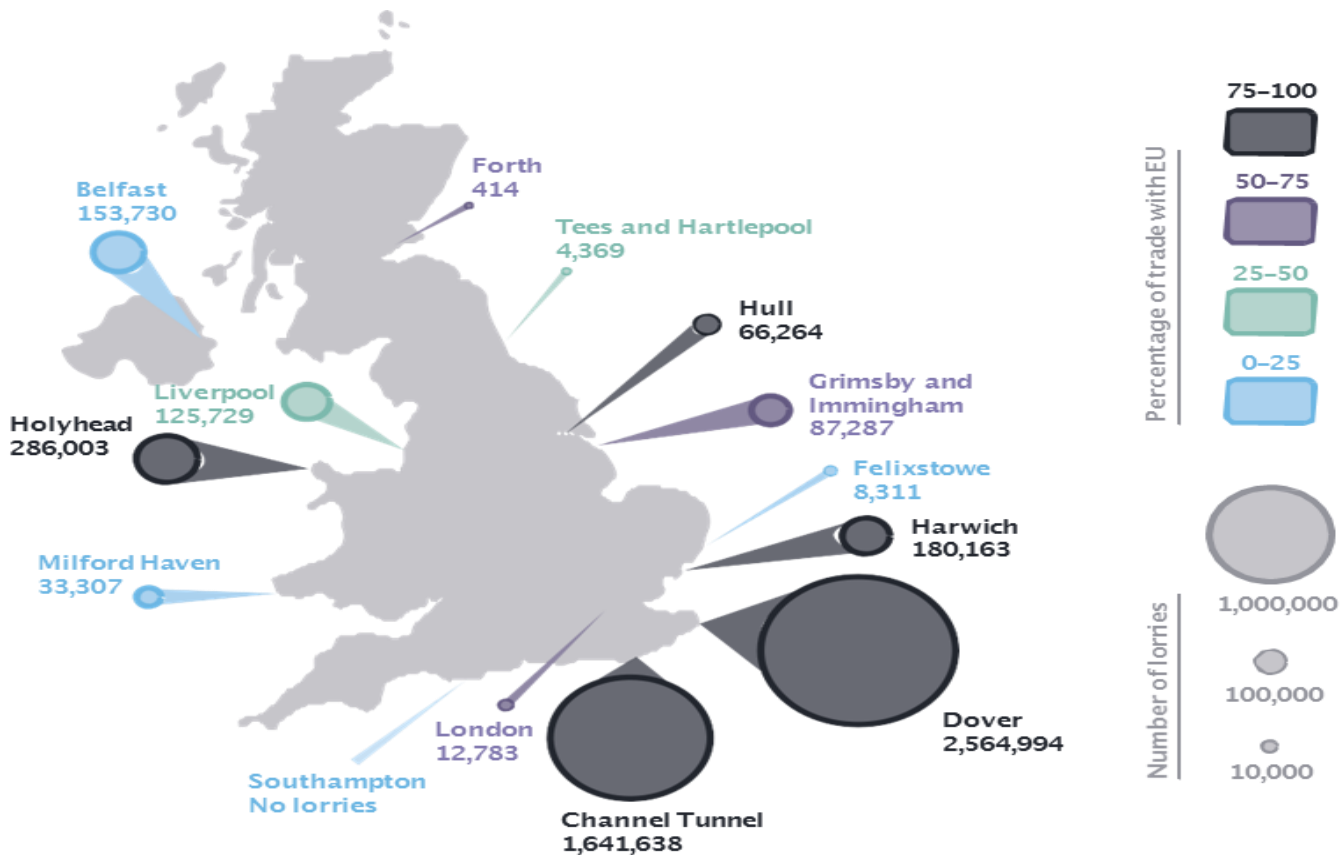 Forth
414
Belfast
153,730
Tees and Hartlepool
4,369
Hull
66,264
Liverpool
125,729
Grimsby and
Immingham
87,287
Holyhead
286,003
Felixstowe
8,311
Harwich
180,163
Milford Haven
33,307
London
12,783
Dover
2,564,994
Southampton
No lorries
Channel Tunnel
1,641,638
Percentage of trade with EU
75–100
50–75
25–50
0–25
Number of lorries
1,000,000
100,000
10,000